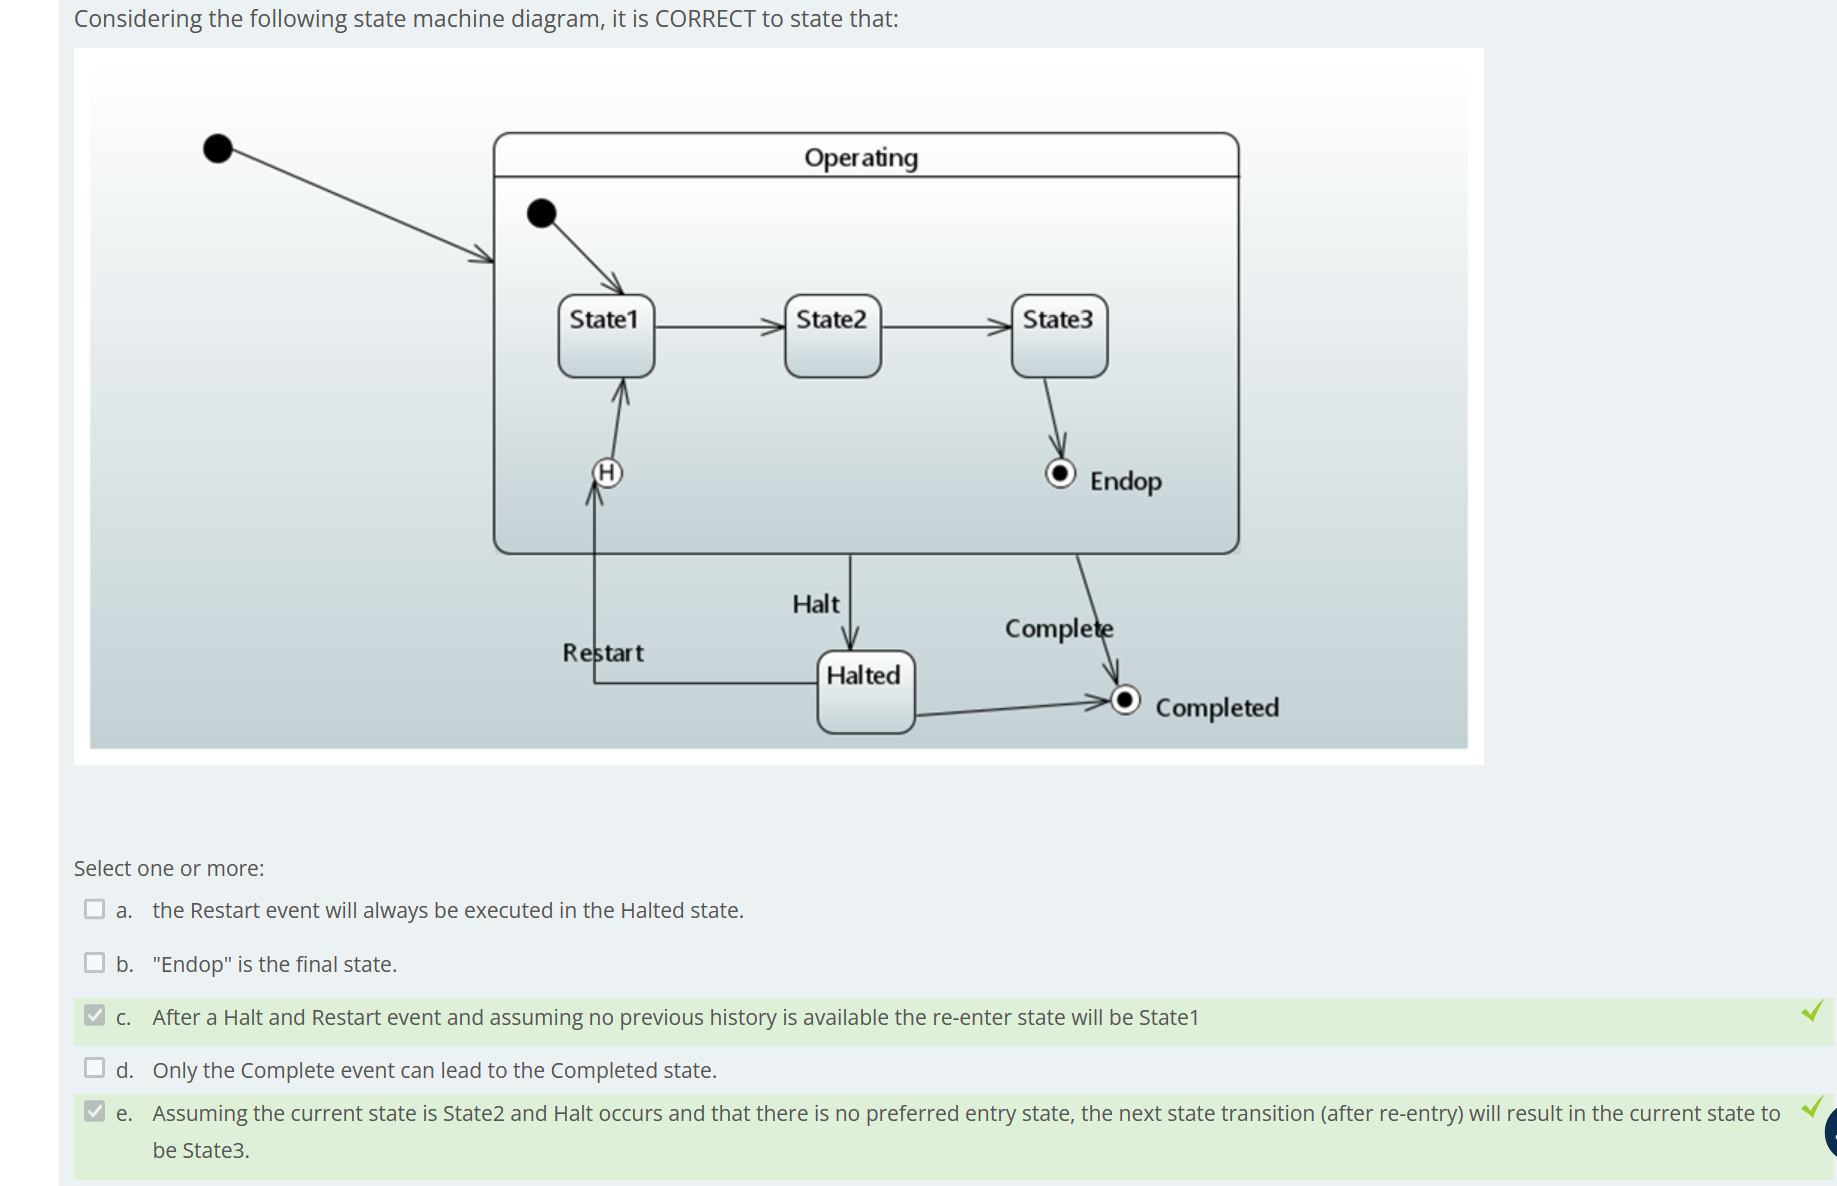 Considering the following state machine diagram, it is CORRECT to state that:
Operating
State1
State2
State3
H
Endop
Halt
Complete
Restart
Halted
Completed
Select one or more:
a. the Restart event will always be executed in the Halted state.
b. "Endop" is the final state.
c. After a Halt and Restart event and assuming no previous history is available the re-enter state will be State1
d. Only the Complete event can lead to the Completed state.
e. Assuming the current state is State2 and Halt occurs and that there is no preferred entry state, the next state transition (after re-entry) will result in the current state to
be State3.